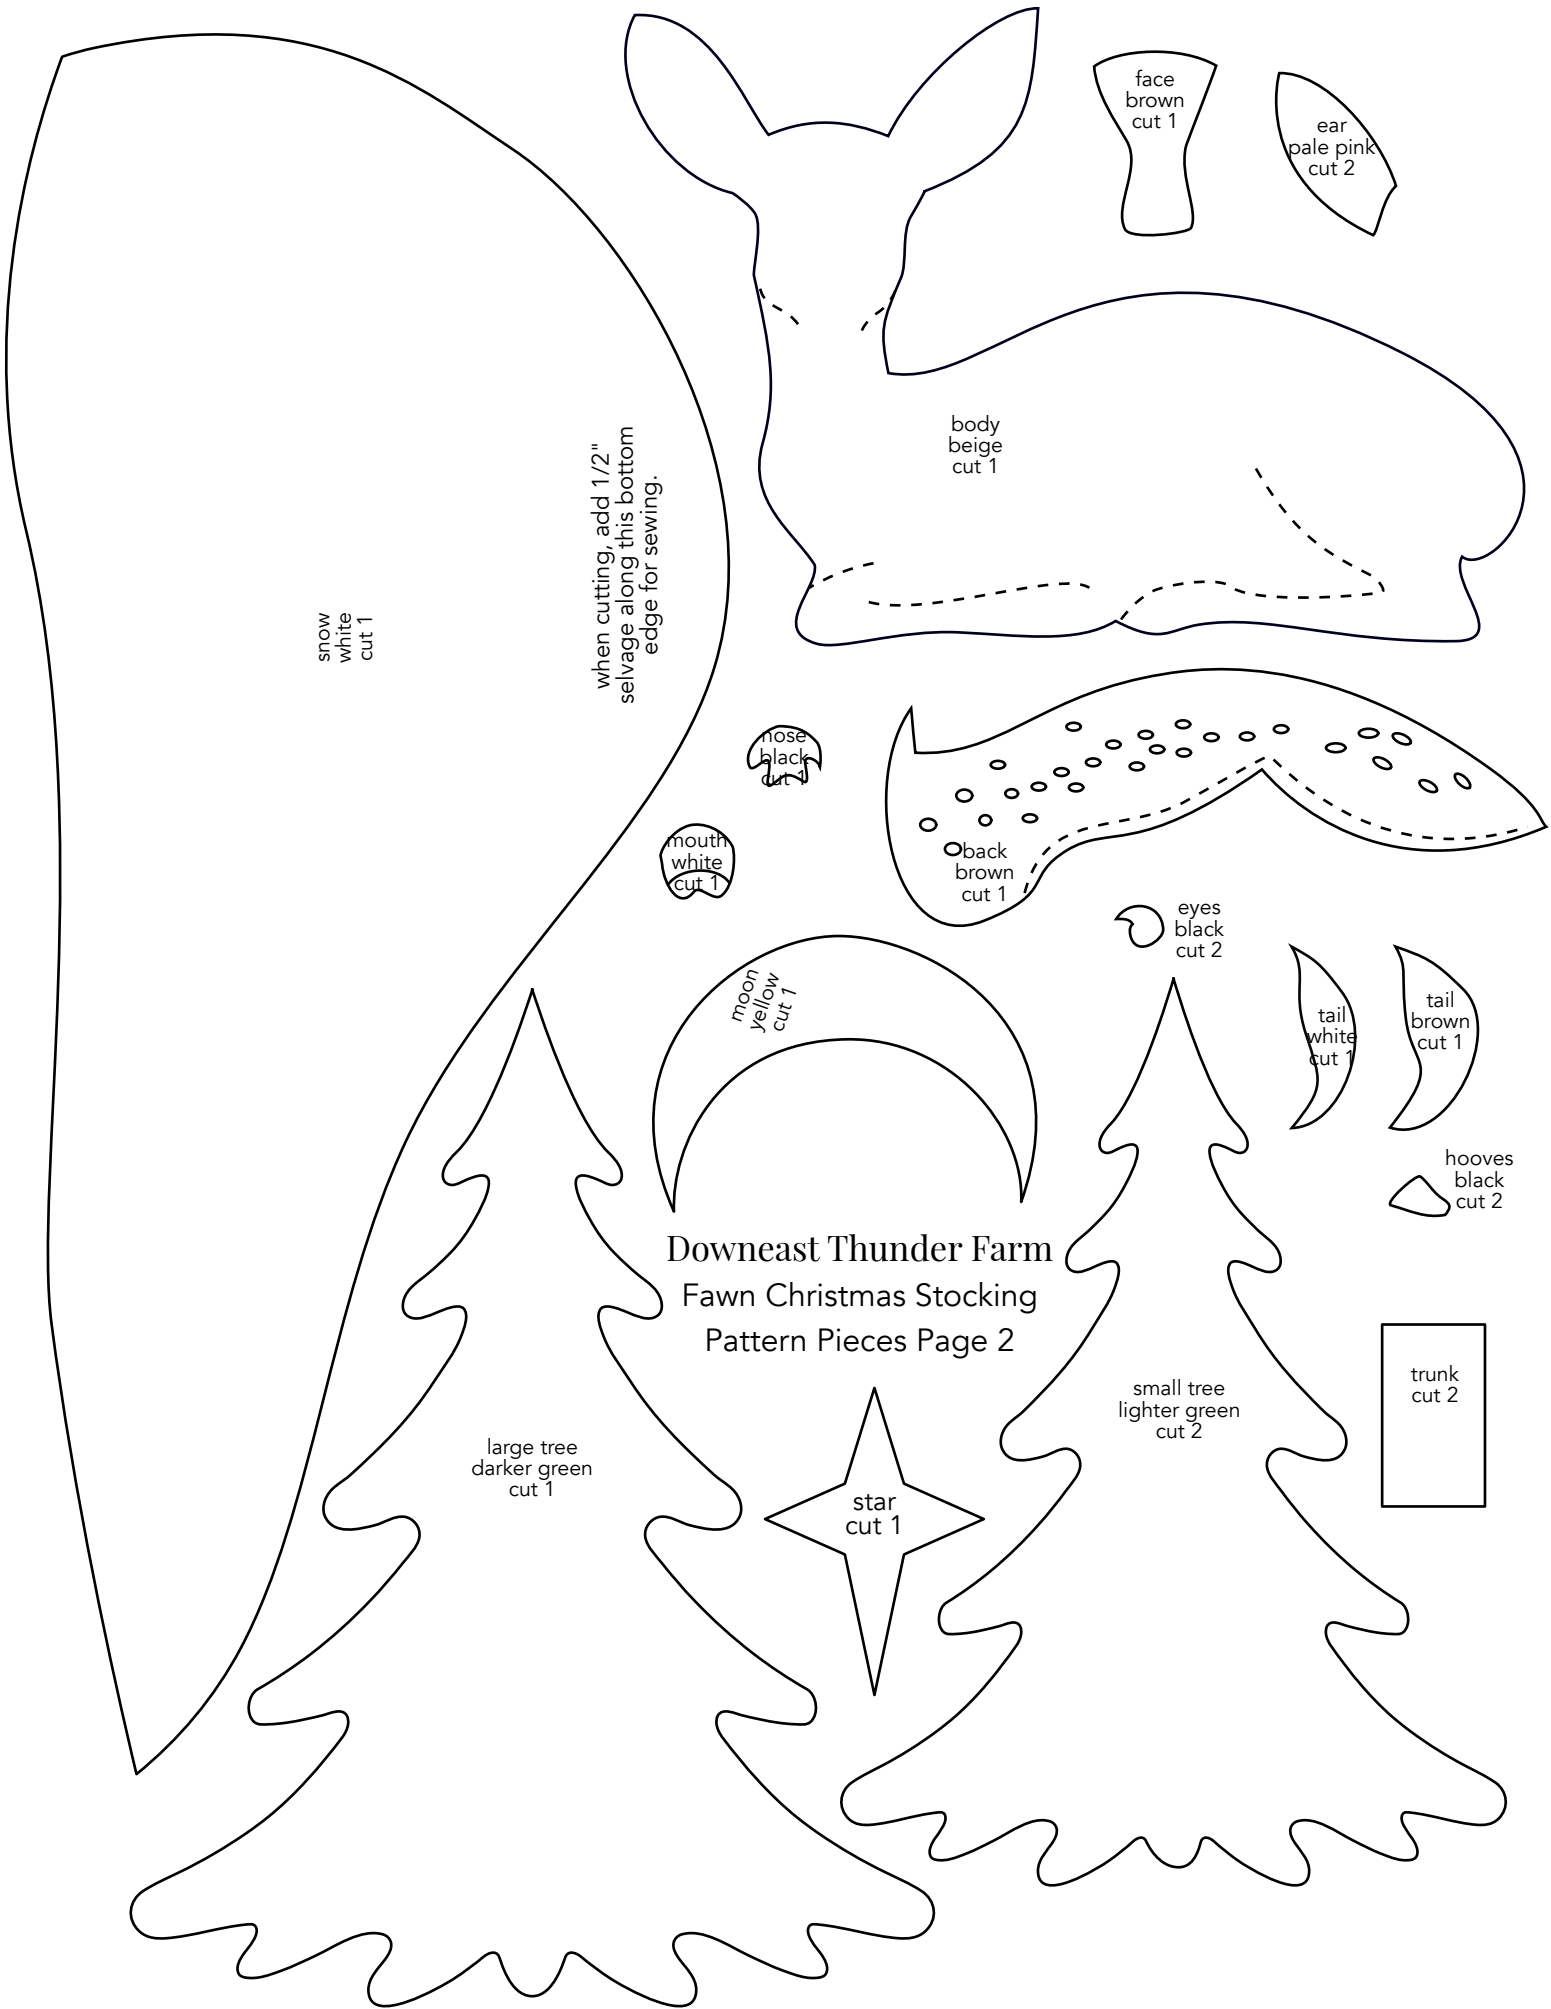 face
brown
cut 1
ear
pale pink
cut 2
body
beige
cut 1
when cutting, add 1/2"
selvage along this bottom
edge for sewing.
snow
white
cut 1
nose
black
cut 1
mouth
white
cut 1
back
brown
cut 1
eyes
black
cut 2
moon
yellow
cut 1
tail
white
cut 1
tail
brown
cut 1
hooves
black
cut 2
Downeast Thunder Farm
Fawn Christmas Stocking
Pattern Pieces Page 2
trunk
cut 2
small tree
lighter green
cut 2
large tree
darker green
cut 1
star
cut 1